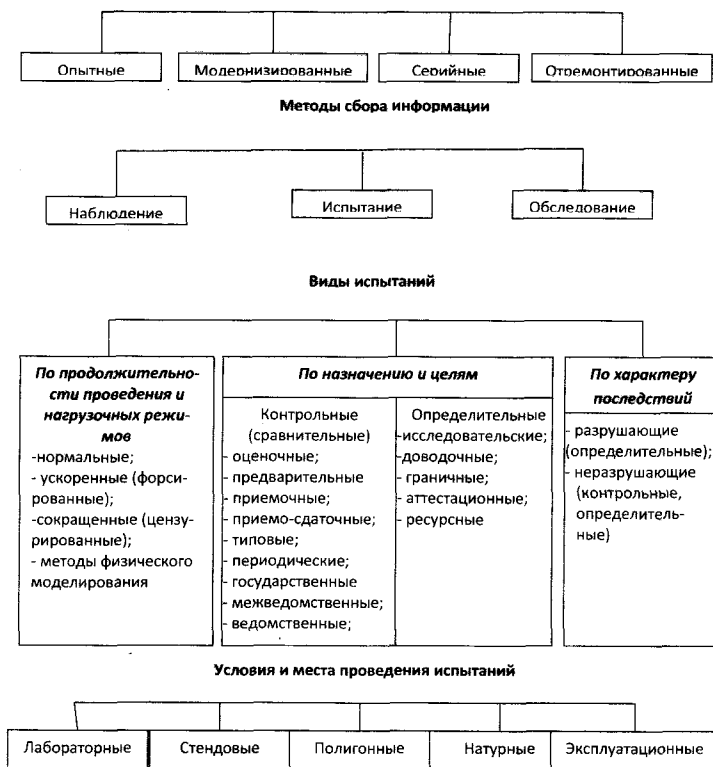 Опытные
Модернизированные
Серийные
Отремонтированные
Методы сбора информации
Наблюдение
Испытание
Обследование
Виды испытаний
По продолжительно-
сти проведения и
нагрузочных режи-
мов
-нормальные;
- ускоренные (форси-
рованные);
-сокращенные (цензу-
рированные);
- методы физического
моделирования
По назначению и целям
Контрольные
(сравнительные)
- оценочные;
- предварительные
- приемочные;
- приемо-сдаточные;
- типовые;
- периодические;
- государственные
- межведомственные;
- ведомственные;
Определительные
-исследовательские;
-доводочные;
- граничные;
- аттестационные;
- ресурсные
По характеру
последствий
- разрушающие
(определительные);
- неразрушающие
(контрольные,
определитель-
ные)
Условия и места проведения испытаний
Лабораторные
Стендовые
Полигонные
Натурные
Эксплуатационные